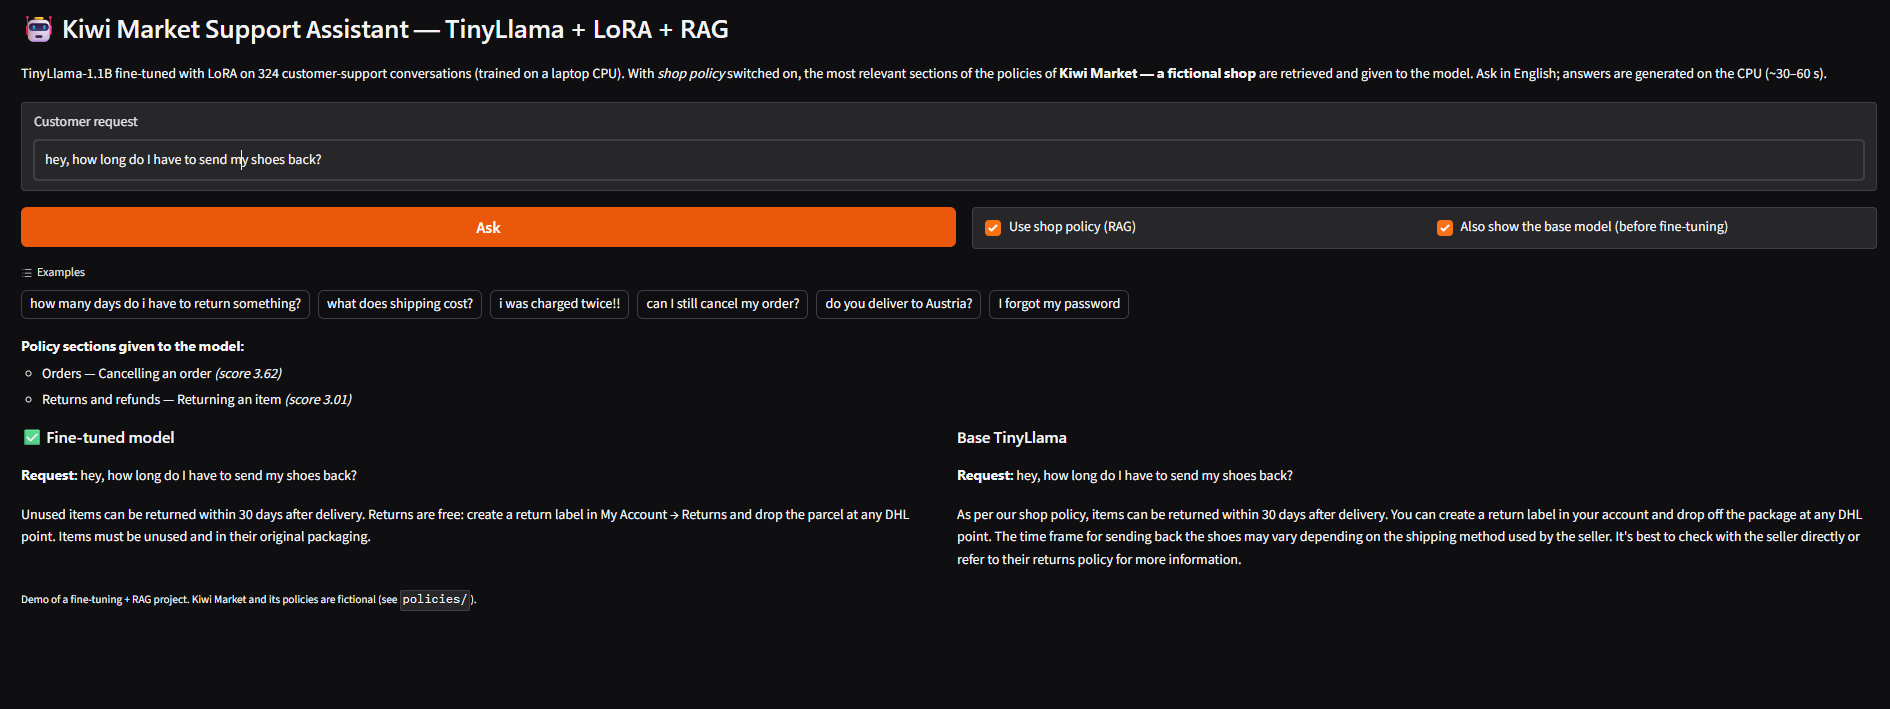 Kiwi Market Support Assistant — TinyLlama + LoRA + RAG
TinyLlama-1.1B fine-tuned with LoRA on 324 customer-support conversations (trained on a laptop CPU). With shop policy switched on, the most relevant sections of the policies of Kiwi Market — a fictional shop are retrieved and given to the model. Ask in English; answers are generated on the CPU (~30–60 s).
Customer request
hey, how long do I have to send my shoes back?
Ask
Use shop policy (RAG)
Also show the base model (before fine-tuning)
Examples
how many days do i have to return something?
what does shipping cost?
i was charged twice!!
can I still cancel my order?
do you deliver to Austria?
I forgot my password
Policy sections given to the model:
Orders — Cancelling an order (score 3.62)
Returns and refunds — Returning an item (score 3.01)
Fine-tuned model
Request: hey, how long do I have to send my shoes back?
Unused items can be returned within 30 days after delivery. Returns are free: create a return label in My Account → Returns and drop the parcel at any DHL
point. Items must be unused and in their original packaging.
Base TinyLlama
Request: hey, how long do I have to send my shoes back?
As per our shop policy, items can be returned within 30 days after delivery. You can create a return label in your account and drop off the package at any DHL
point. The time frame for sending back the shoes may vary depending on the shipping method used by the seller. It's best to check with the seller directly or
refer to their returns policy for more information.
Demo of a fine-tuning + RAG project. Kiwi Market and its policies are fictional (see policies/).